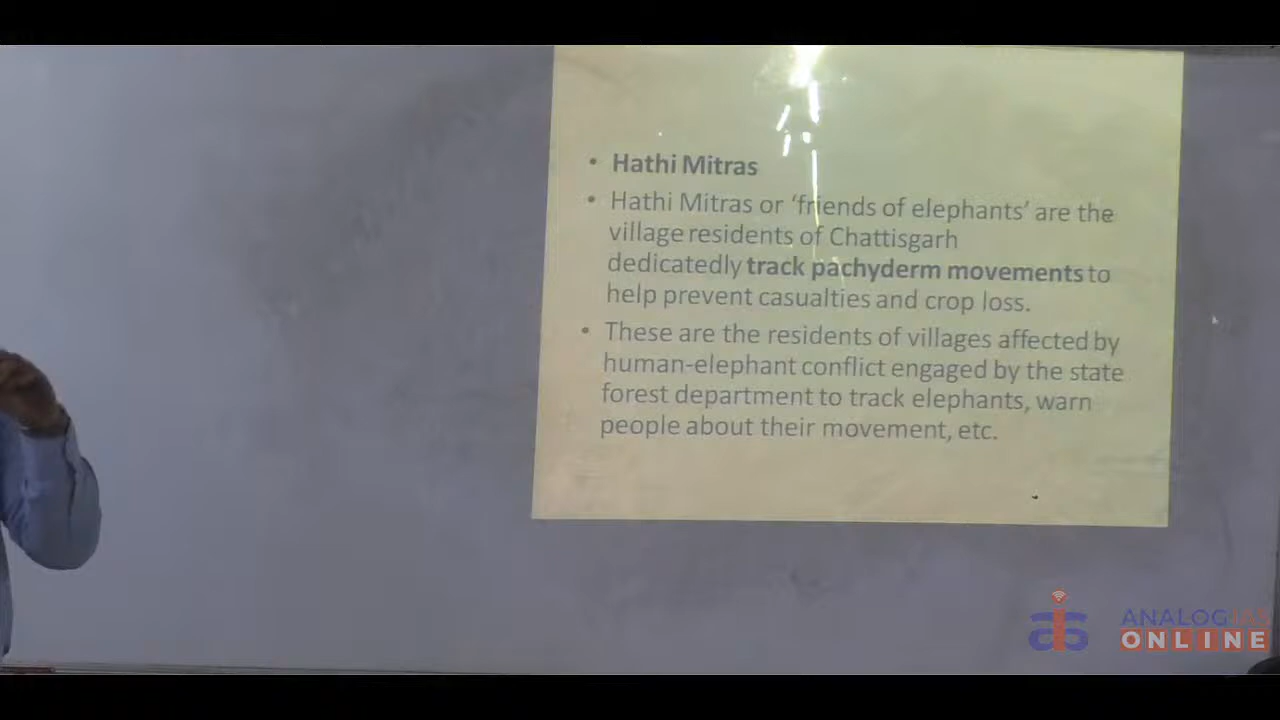 • Hathi Mitras
• Hathi Mitras or ‘friends of elephants’ are the
village residents of Chattisgarh
dedicatedly track pachyderm movements to
help prevent casualties and crop loss.
• These are the residents of villages affected by
human-elephant conflict engaged by the state
forest department to track elephants, warn
people about their movement, etc.
ANALOG IAS
ONLINE